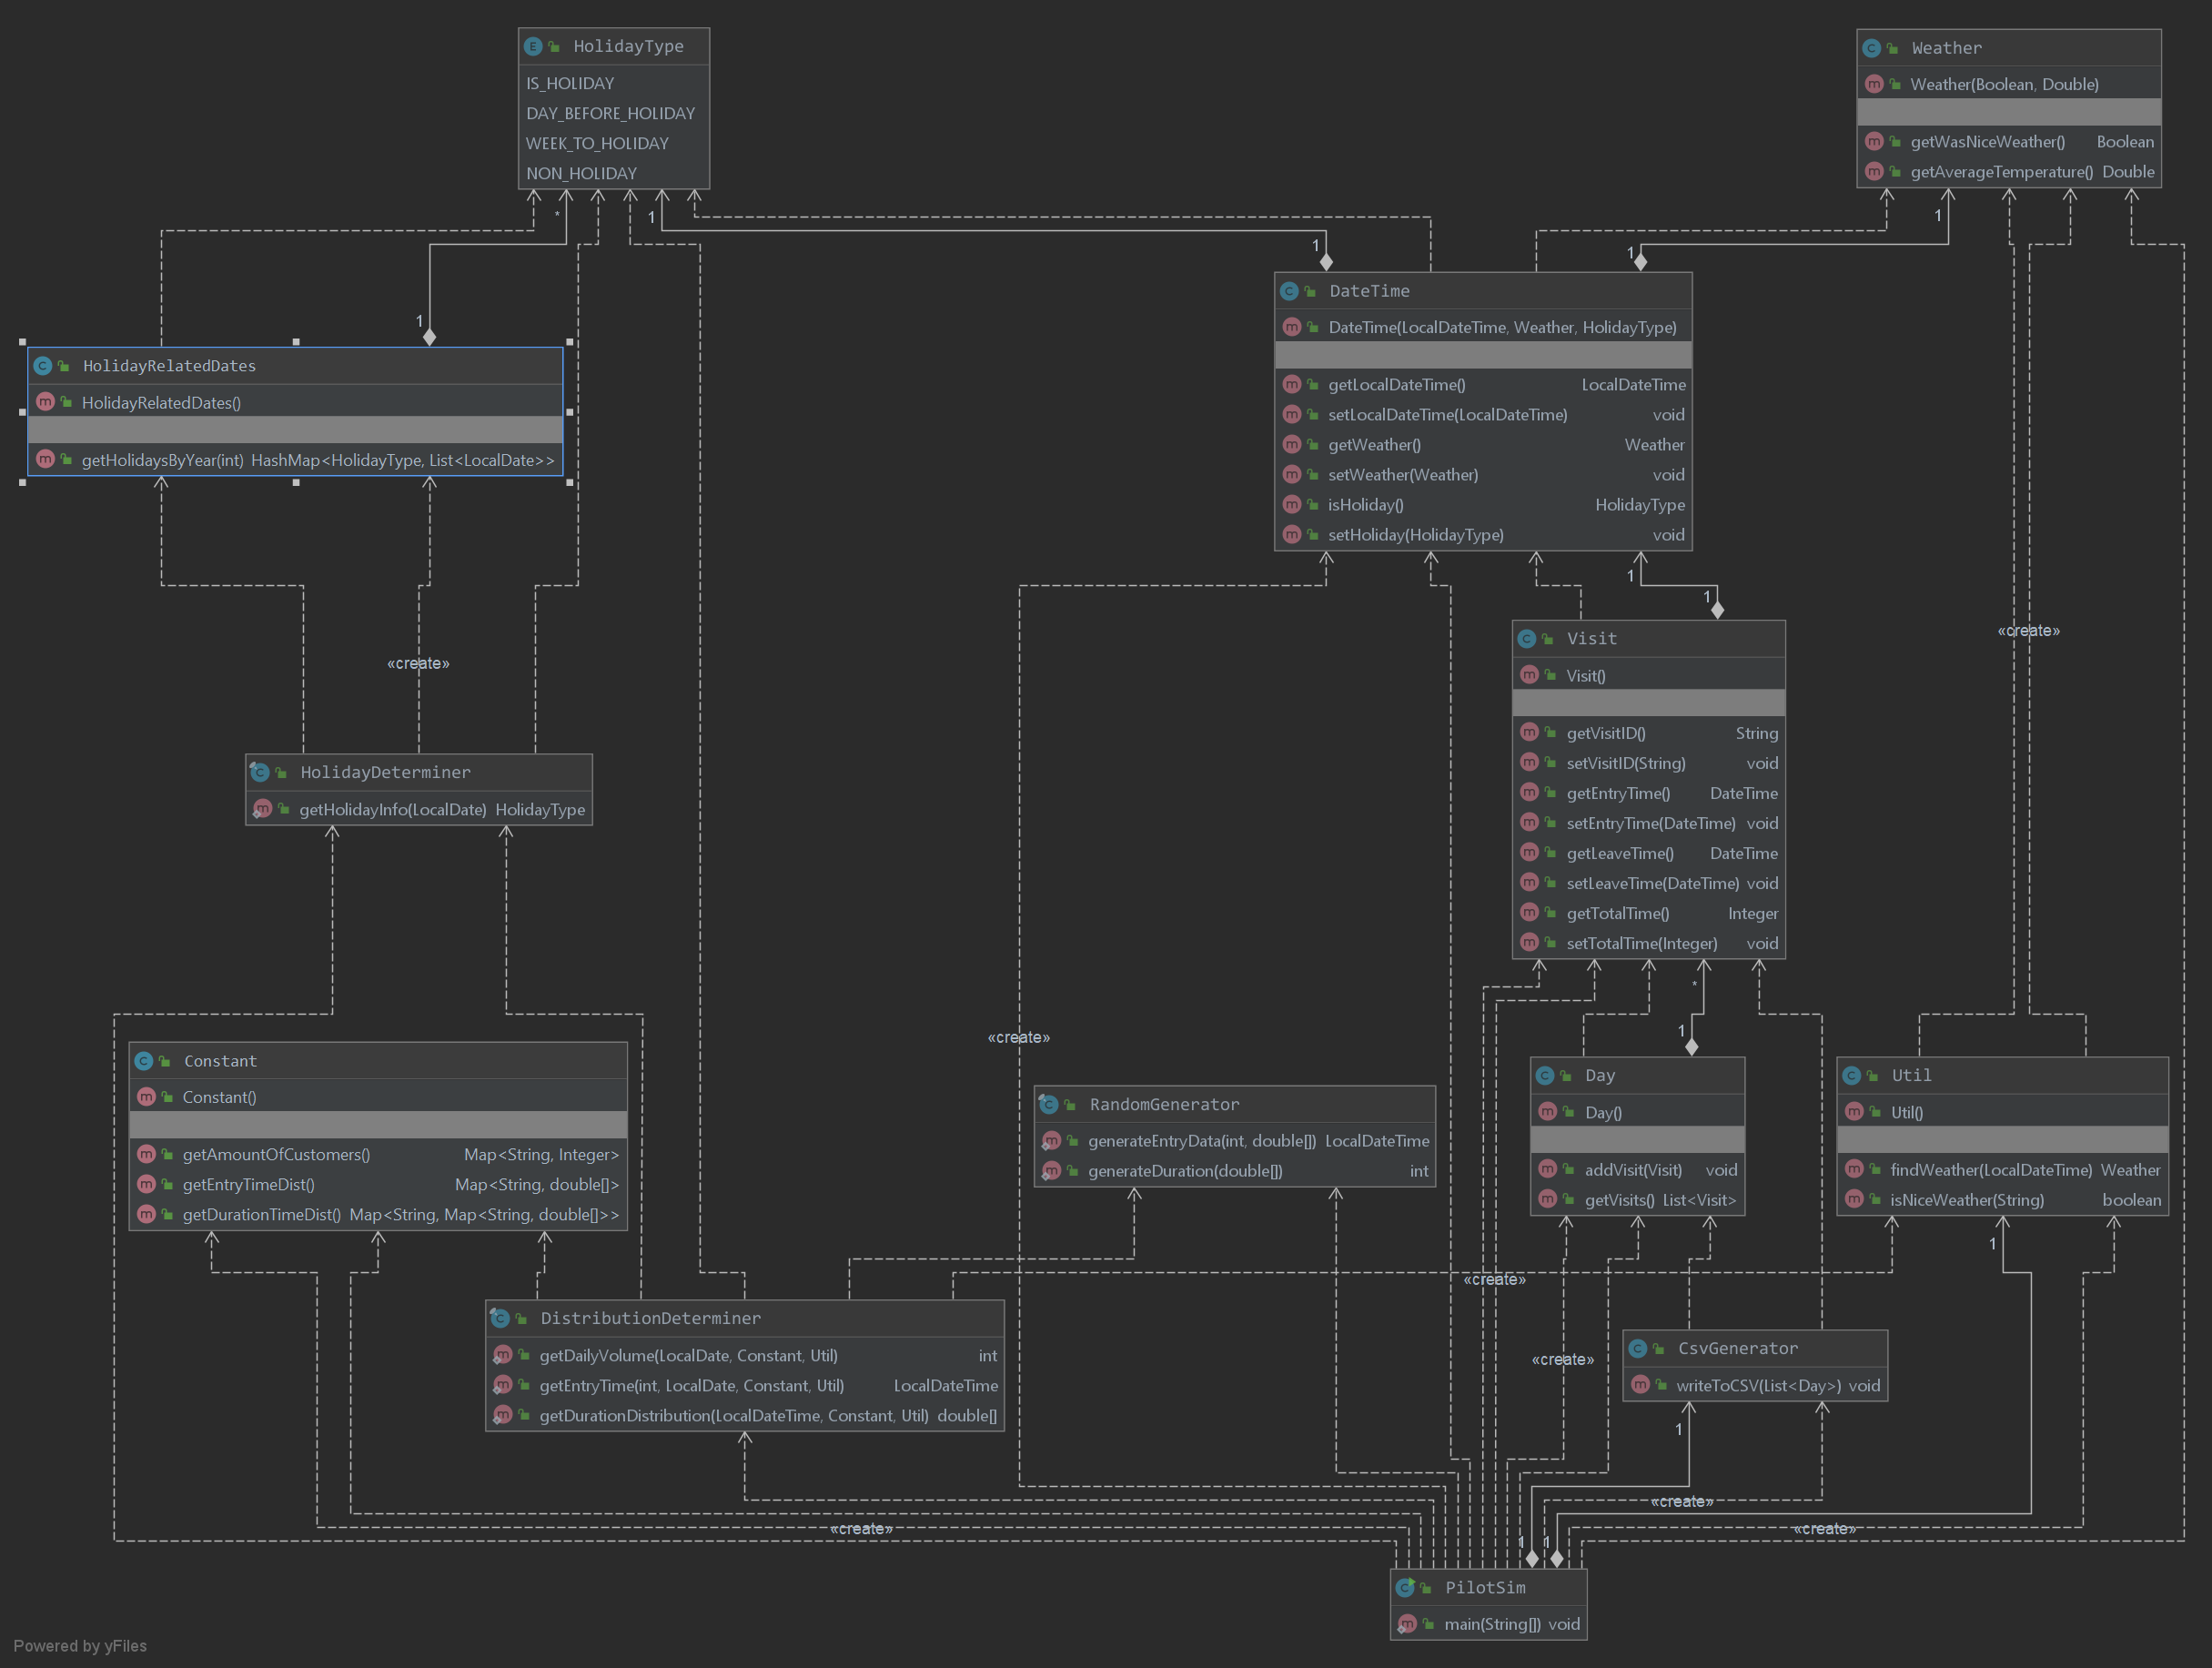 E HolidayType
IS_HOLIDAY
DAY_BEFORE_HOLIDAY
WEEK_TO_HOLIDAY
NON_HOLIDAY
C Weather
m Weather(Boolean, Double)
m getWasNiceWeather() Boolean
m getAverageTemperature() Double
*
1
1
1
1
1
1
C DateTime
m DateTime(LocalDateTime, Weather, HolidayType)
m getLocalDateTime() LocalDateTime
m setLocalDateTime(LocalDateTime) void
m getWeather() Weather
m setWeather(Weather) void
m isHoliday() HolidayType
m setHoliday(HolidayType) void
C HolidayRelatedDates
m HolidayRelatedDates()
m getHolidaysByYear(int) HashMap<HolidayType, List<LocalDate>>
1
1
C Visit
m Visit()
m getVisitID() String
m setVisitID(String) void
m getEntryTime() DateTime
m setEntryTime(DateTime) void
m getLeaveTime() DateTime
m setLeaveTime(DateTime) void
m getTotalTime() Integer
m setTotalTime(Integer) void
«create»
«create»
C HolidayDeterminer
m getHolidayInfo(LocalDate) HolidayType
*
1
«create»
C Constant
m Constant()
m getAmountOfCustomers() Map<String, Integer>
m getEntryTimeDist() Map<String, double[]>
m getDurationTimeDist() Map<String, Map<String, double[]>>
C RandomGenerator
m generateEntryData(int, double[]) LocalDateTime
m generateDuration(double[]) int
C Day
m Day()
m addVisit(Visit) void
m getVisits() List<Visit>
C Util
m Util()
m findWeather(LocalDateTime) Weather
m isNiceWeather(String) boolean
1
«create»
C DistributionDeterminer
m getDailyVolume(LocalDate, Constant, Util) int
m getEntryTime(int, LocalDate, Constant, Util) LocalDateTime
m getDurationDistribution(LocalDateTime, Constant, Util) double[]
«create»
C CsvGenerator
m writeToCSV(List<Day>) void
1
«create»
«create»
«create»
1
1
C PilotSim
m main(String[]) void
Powered by yFiles